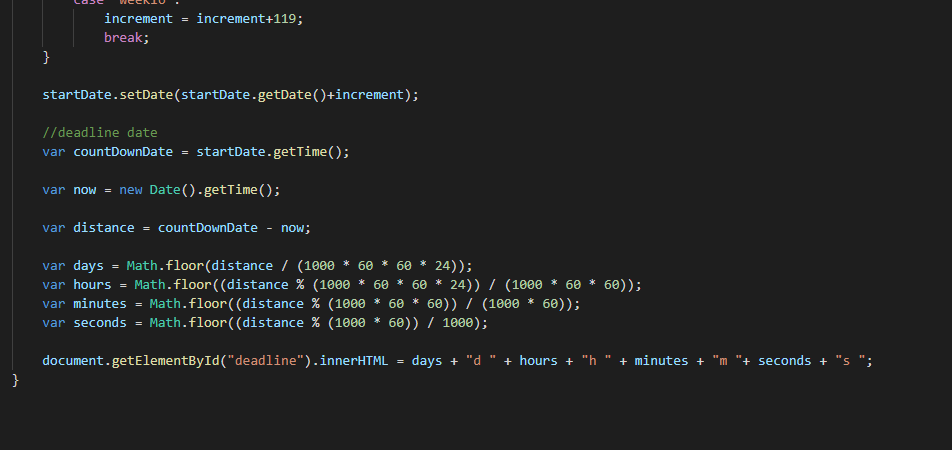 increment = increment+119;
break;
}
startDate.setDate(startDate.getDate()+increment);
//deadline date
var countDownDate = startDate.getTime();
var now = new Date().getTime();
var distance = countDownDate - now;
var days = Math.floor(distance / (1000 * 60 * 60 * 24));
var hours = Math.floor((distance % (1000 * 60 * 60 * 24)) / (1000 * 60 * 60));
var minutes = Math.floor((distance % (1000 * 60 * 60)) / (1000 * 60));
var seconds = Math.floor((distance % (1000 * 60)) / 1000);
document.getElementById("deadline").innerHTML = days + "d " + hours + "h " + minutes + "m "+ seconds + "s ";
}